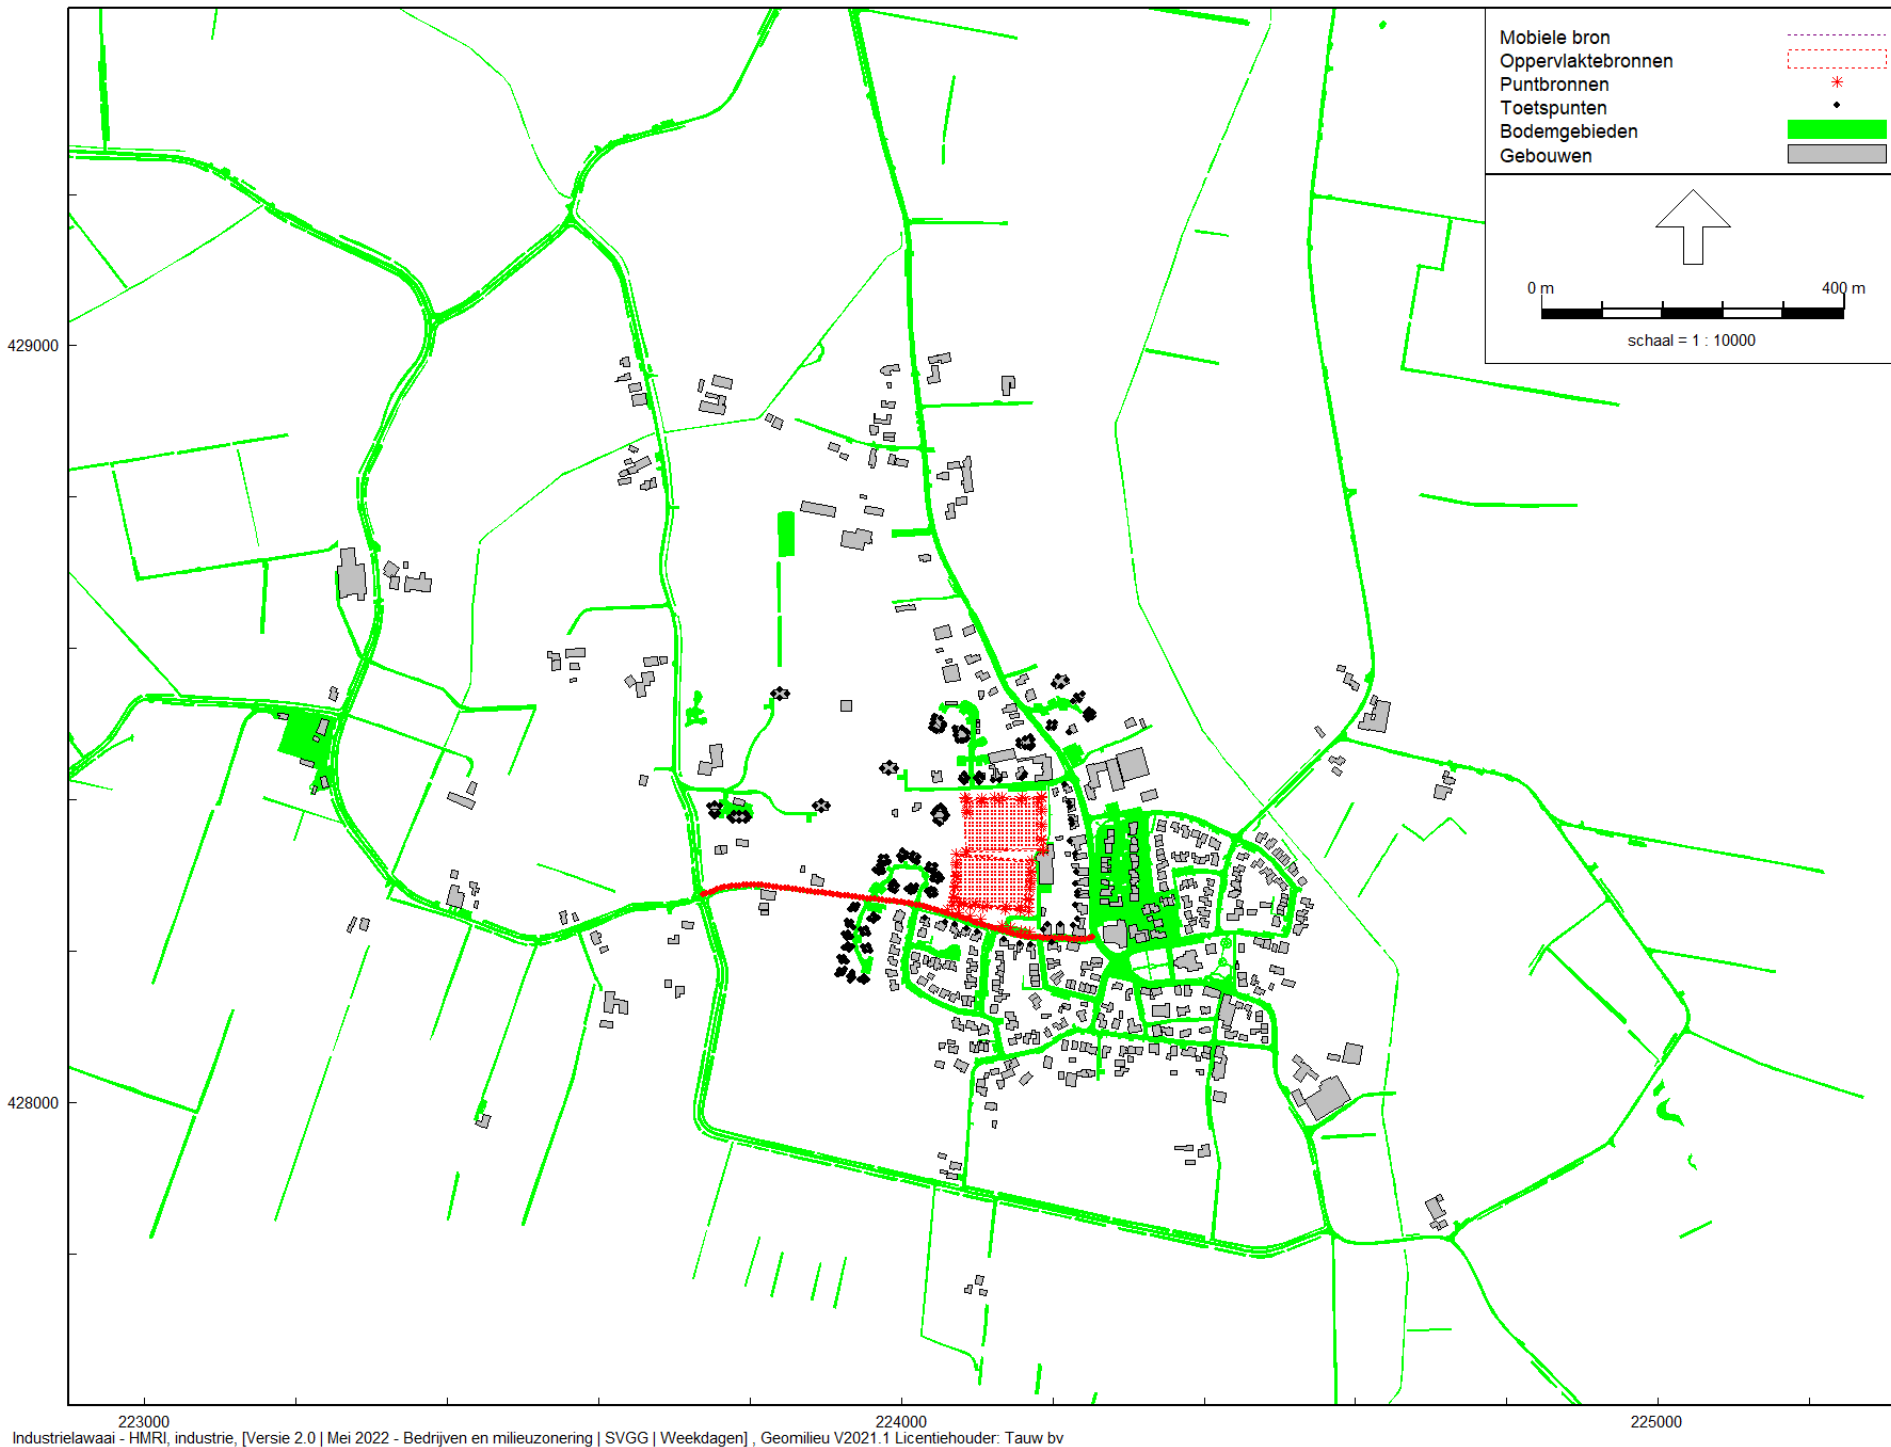 Mobiele bron
Oppervlaktebronnen
Puntbronnen
Toetspunten
Bodemgebieden
Gebouwen
0 m 400 m
schaal = 1 : 10000
429000
428000
223000 224000 225000
Industrielawaai - HMRI, industrie, [Versie 2.0 | Mei 2022 - Bedrijven en milieuzonering | SVGG | Weekdagen] , Geomilieu V2021.1 Licentiehouder: Tauw bv